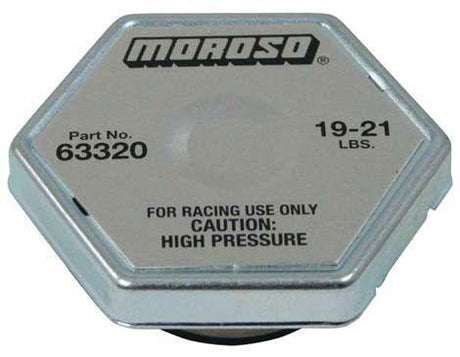 MOROSO®
Part No.
63320
19-21
LBS.
FOR RACING USE ONLY
CAUTION:
HIGH PRESSURE